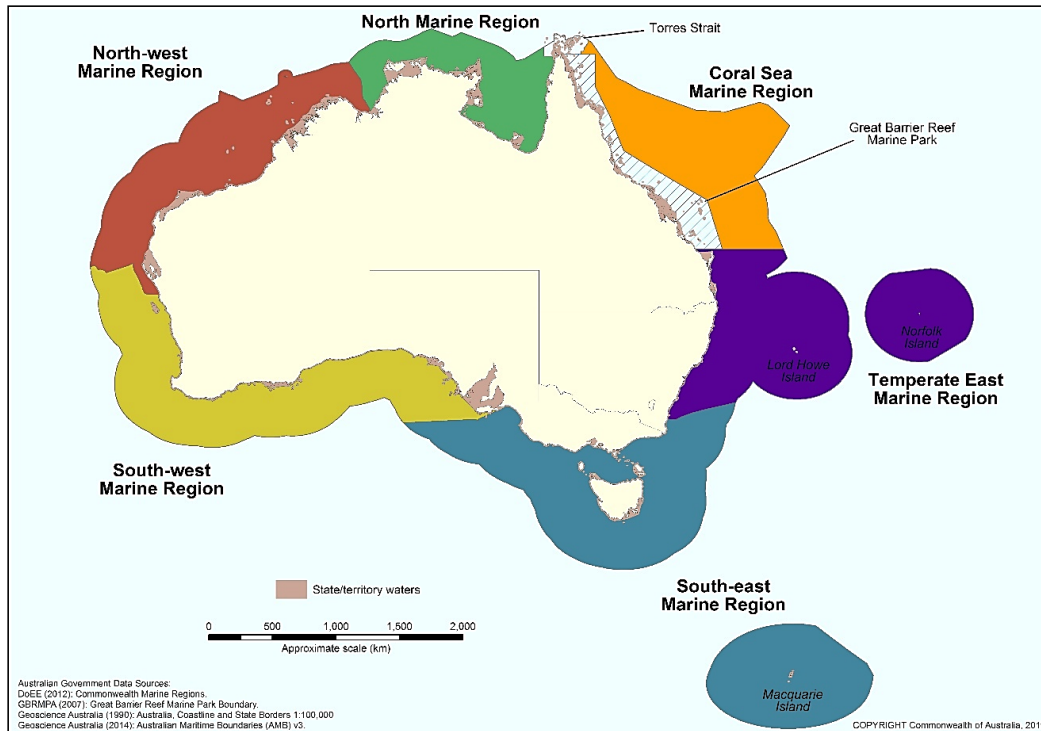 North Marine Region
Torres Strait
North-west
Marine Region
Coral Sea
Marine Region
Great Barrier Reef
Marine Park
Norfolk
Island
Lord Howe
Island
Temperate East
Marine Region
South-west
Marine Region
South-east
Marine Region
State/territory waters
0 500 1,000 1,500 2,000
Approximate scale (km)
Macquarie
Island
Australian Government Data Sources:
DoEE (2012): Commonwealth Marine Regions.
GBRMPA (2007): Great Barrier Reef Marine Park Boundary.
Geoscience Australia (1990): Australia, Coastline and State Borders 1:100,000
Geoscience Australia (2014): Australian Maritime Boundaries (AMB) v3.
COPYRIGHT Commonwealth of Australia,